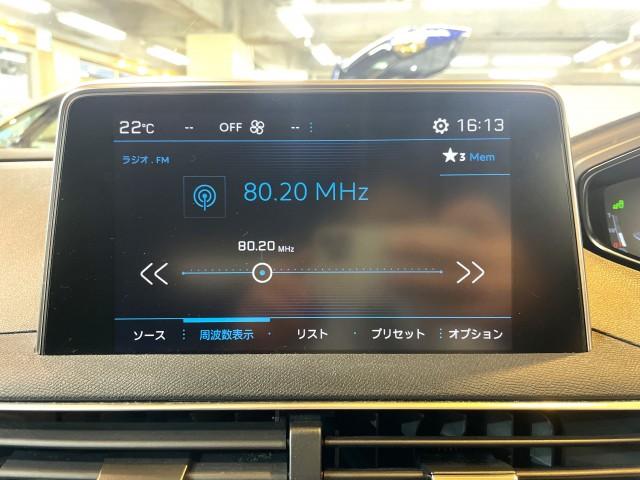 22°C -- OFF -- 16:13
ラジオ . FM
★3 Mem
80.20 MHz
80.20 MHz
ソース 周波数表示 リスト プリセット オプション